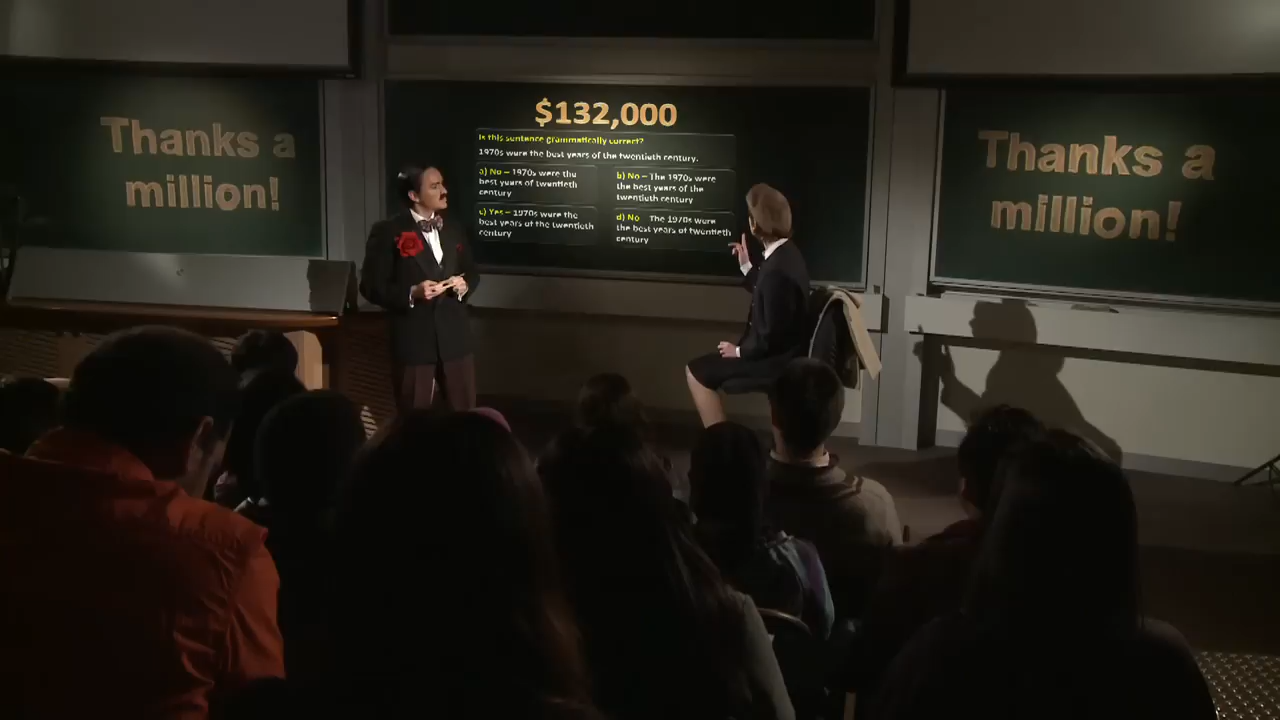 Thanks a
million!
$132,000
Is this sentence grammatically correct?
1970s were the best years of the twentieth century.
a) No – 1970s were the
best years of twentieth
century
b) No – The 1970s were
the best years of the
twentieth century
c) Yes – 1970s were the
best years of the twentieth
century
d) No The 1970s were
the best years of twentieth
century
Thanks a
million!